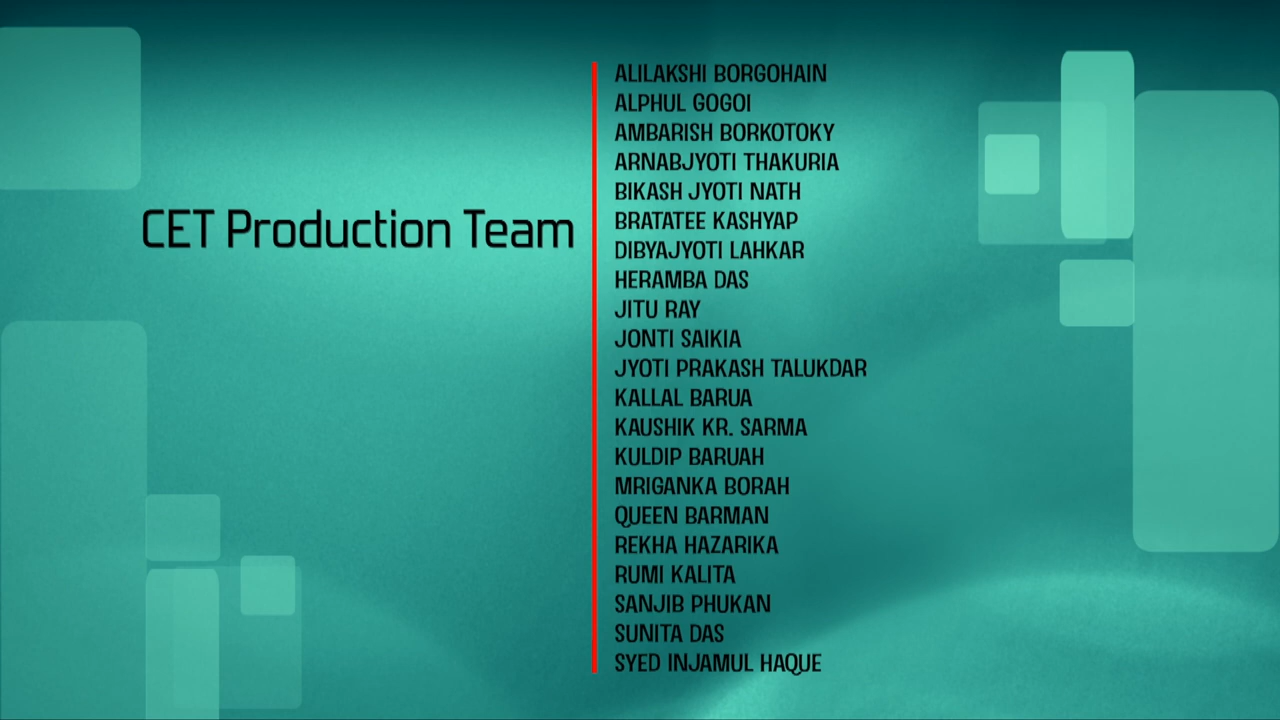 CET Production Team
ALILAKSHI BORGOHAIN
ALPHUL GOGOI
AMBARISH BORKOTOKY
ARNABJYOTI THAKURIA
BIKASH JYOTI NATH
BRATATEE KASHYAP
DIBYAJYOTI LAHKAR
HERAMBA DAS
JITU RAY
JONTI SAIKIA
JYOTI PRAKASH TALUKDAR
KALLAL BARUA
KAUSHIK KR. SARMA
KULDIP BARUAH
MRIGANKA BORAH
QUEEN BARMAN
REKHA HAZARIKA
RUMI KALITA
SANJIB PHUKAN
SUNITA DAS
SYED INJAMUL HAQUE